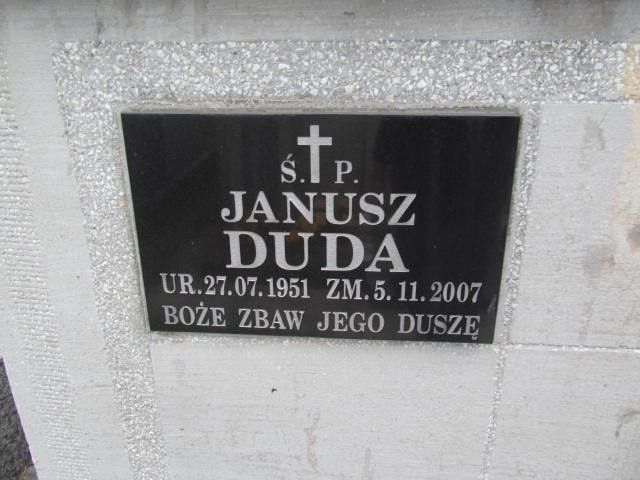 Ś. P.
JANUSZ
DUDA
UR. 27.07.1951 ZM. 5.11.2007
BOŻE ZBAW JEGO DUSZĘ